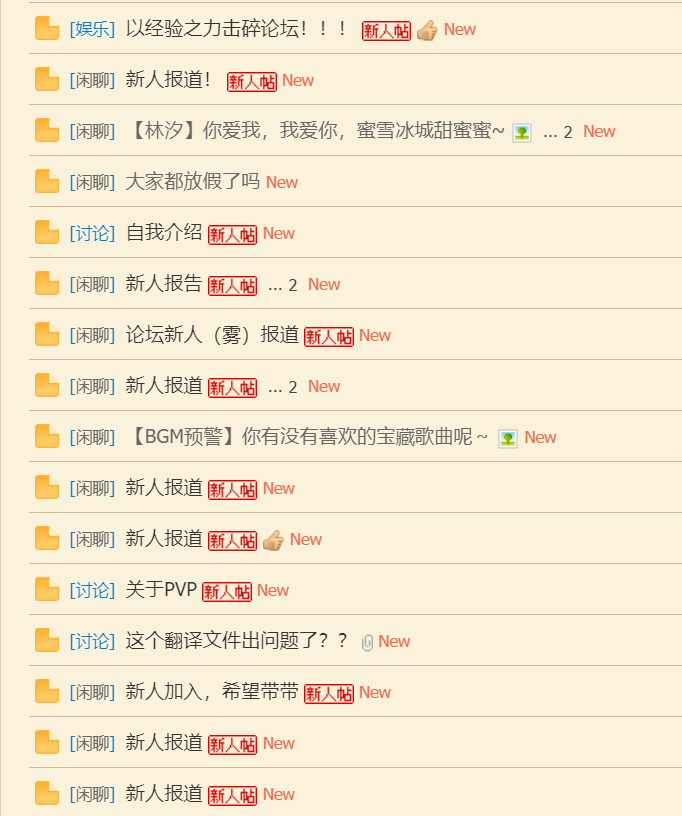 [娱乐] 以经验之力击碎论坛！！！ 新人帖 New
[闲聊] 新人报道！ 新人帖 New
[闲聊] 【林汐】你爱我，我爱你，蜜雪冰城甜蜜蜜~ ... 2 New
[闲聊] 大家都放假了吗 New
[讨论] 自我介绍 新人帖 New
[闲聊] 新人报告 新人帖 ... 2 New
[闲聊] 论坛新人（雾）报道 新人帖 New
[闲聊] 新人报道 新人帖 ... 2 New
[闲聊] 【BGM预警】你有没有喜欢的宝藏歌曲呢 ~ New
[闲聊] 新人报道 新人帖 New
[闲聊] 新人报道 新人帖 New
[讨论] 关于PVP 新人帖 New
[讨论] 这个翻译文件出问题了？？ New
[闲聊] 新人加入，希望带带 新人帖 New
[闲聊] 新人报道 新人帖 New
[闲聊] 新人报道 新人帖 New